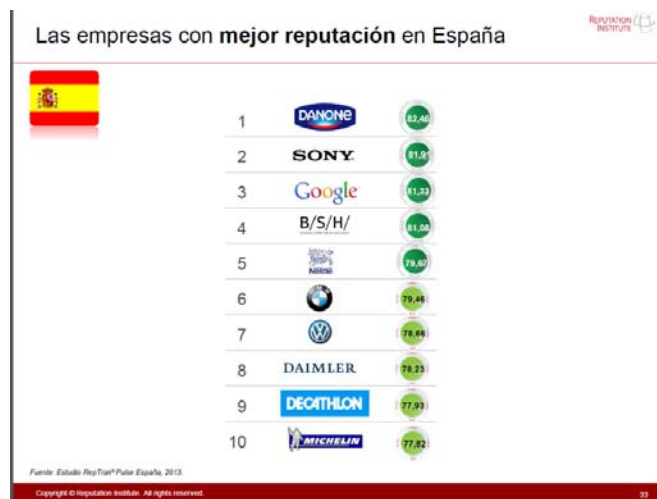 Las empresas con mejor reputación en España
REPUTATION
INSTITUTE
1 DANONE 82,46
2 SONY 81,91
3 Google 81,33
4 B/S/H/ 81,08
5 Nestlé 79,67
6 BMW 79,46
7 78,66
8 DAIMLER 78,23
9 DECATHLON 77,93
10 MICHELIN 77,82
Fuente: Estudio RepTrak® Pulse España, 2013.
Copyright © Reputation Institute. All rights reserved. 33